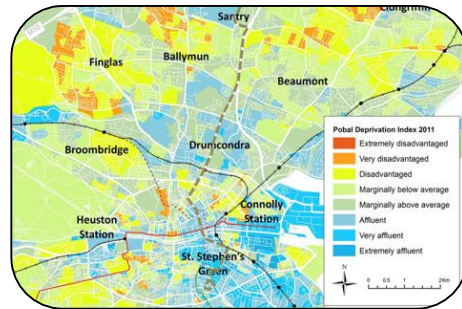 Santry
Clongriffin
M50
Finglas
Ballymun
Beaumont
Broombridge
Drumcondra
Connolly
Station
Heuston
Station
St. Stephen's
Green
Pobal Deprivation Index 2011
Extremely disadvantaged
Very disadvantaged
Disadvantaged
Marginally below average
Marginally above average
Affluent
Very affluent
Extremely affluent
N
0 0.5 1 2 Km